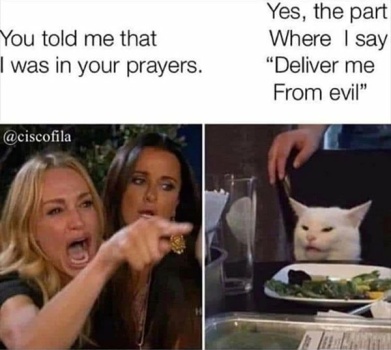 You told me that
I was in your prayers.
Yes, the part
Where I say
“Deliver me
From evil”
@ciscofila